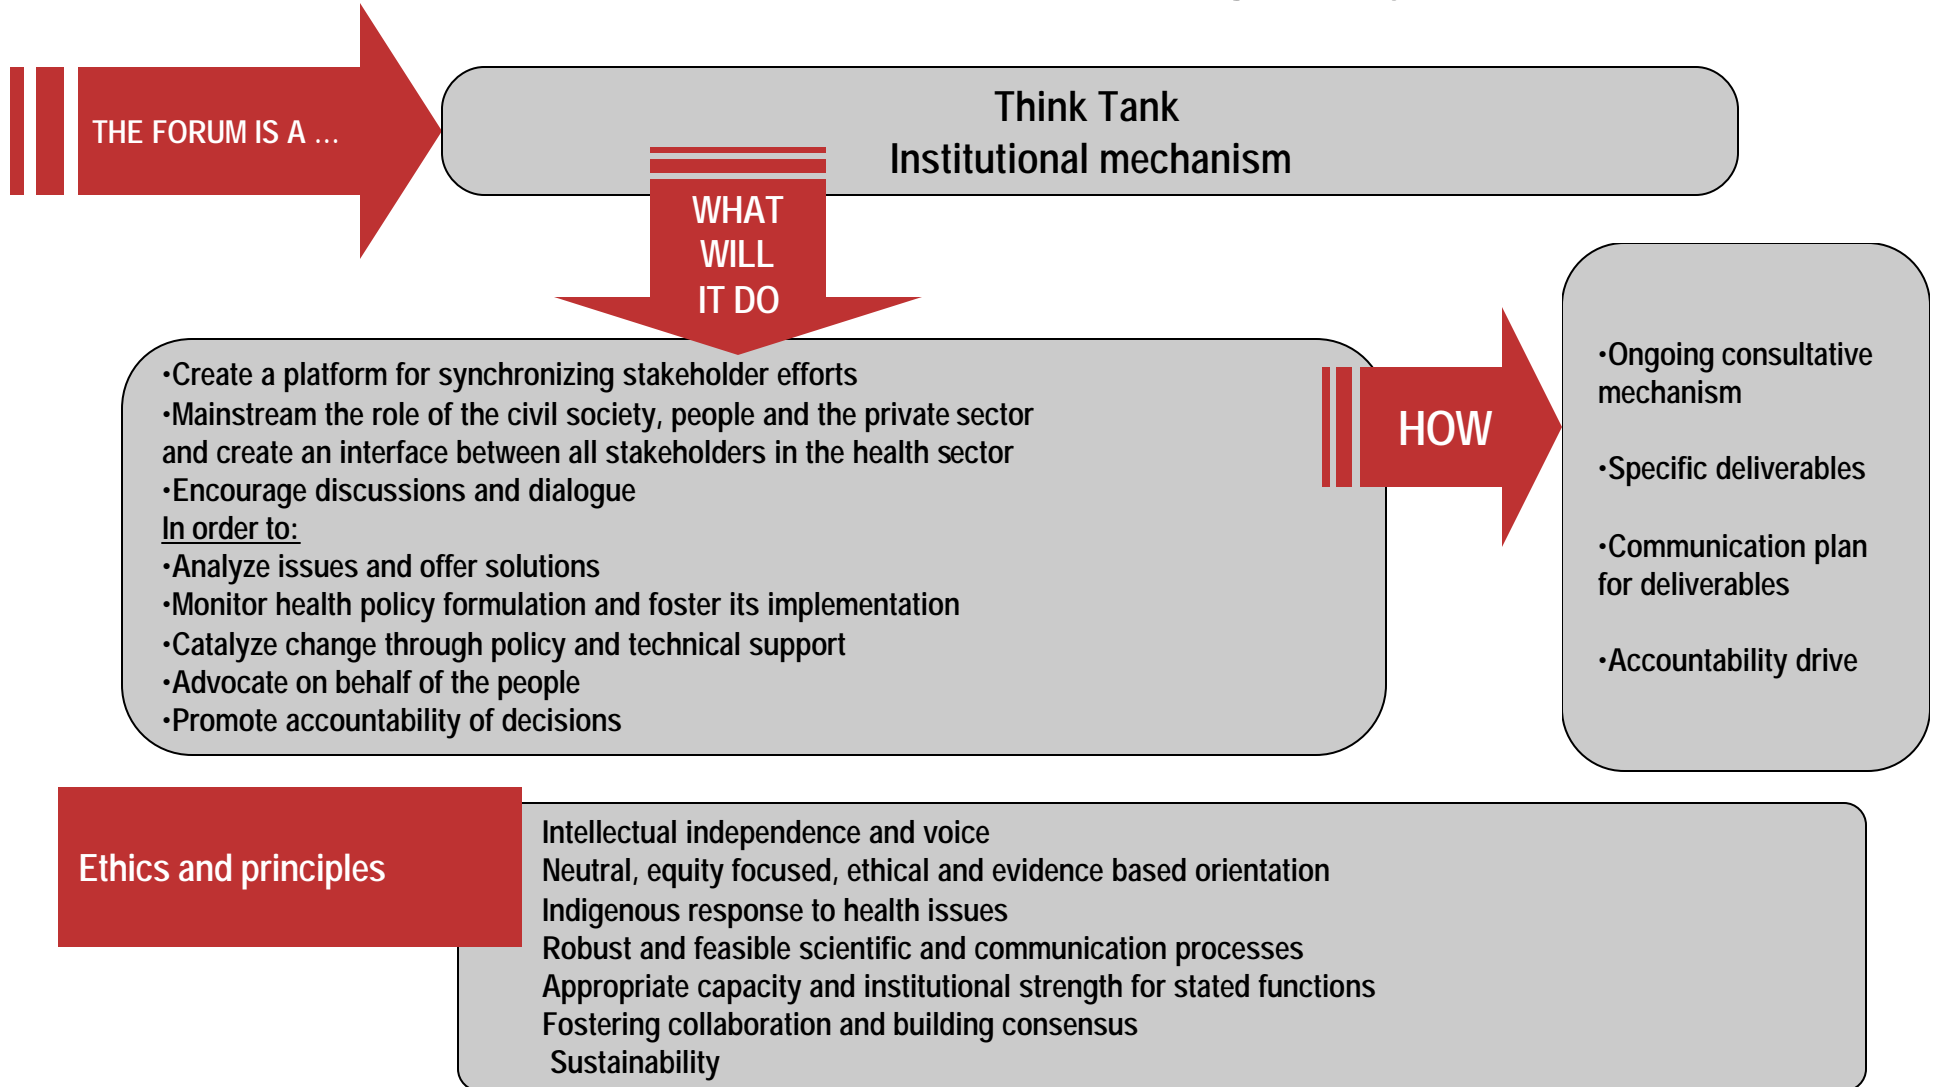 THE FORUM IS A ...
Think Tank
Institutional mechanism
WHAT
WILL
IT DO
•Create a platform for synchronizing stakeholder efforts
•Mainstream the role of the civil society, people and the private sector
and create an interface between all stakeholders in the health sector
•Encourage discussions and dialogue
In order to:
•Analyze issues and offer solutions
•Monitor health policy formulation and foster its implementation
•Catalyze change through policy and technical support
•Advocate on behalf of the people
•Promote accountability of decisions
HOW
•Ongoing consultative
mechanism
•Specific deliverables
•Communication plan
for deliverables
•Accountability drive
Ethics and principles
Intellectual independence and voice
Neutral, equity focused, ethical and evidence based orientation
Indigenous response to health issues
Robust and feasible scientific and communication processes
Appropriate capacity and institutional strength for stated functions
Fostering collaboration and building consensus
Sustainability